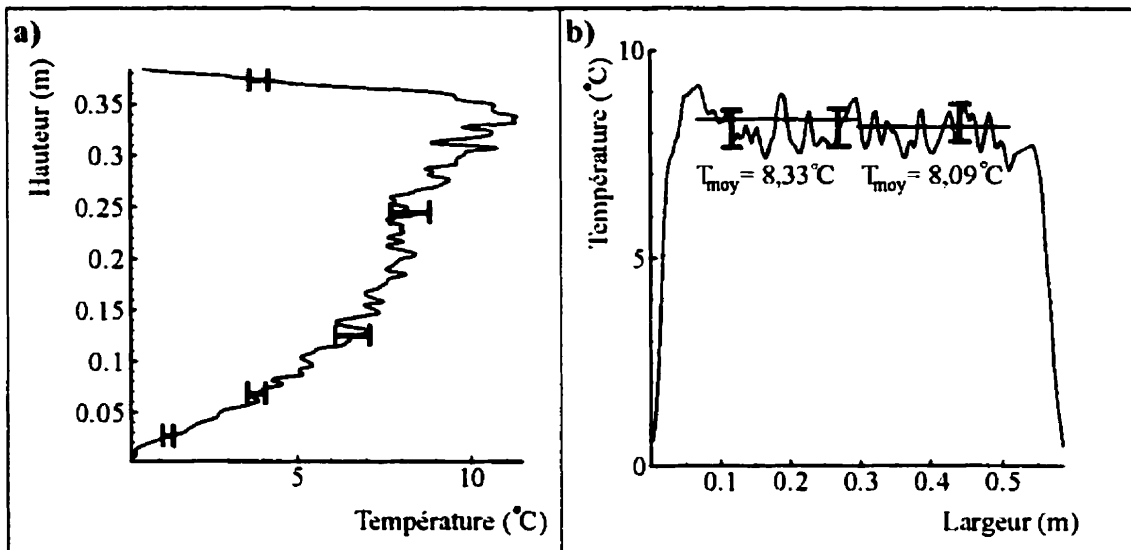 a)
Hauteur (m)
0.35
0.3
0.25
0.2
0.15
0.1
0.05
5
10
Température (°C)
b)
Température (°C)
10
5
0
T_moy = 8,33°C
T_moy = 8,09°C
0.1
0.2
0.3
0.4
0.5
Largeur (m)